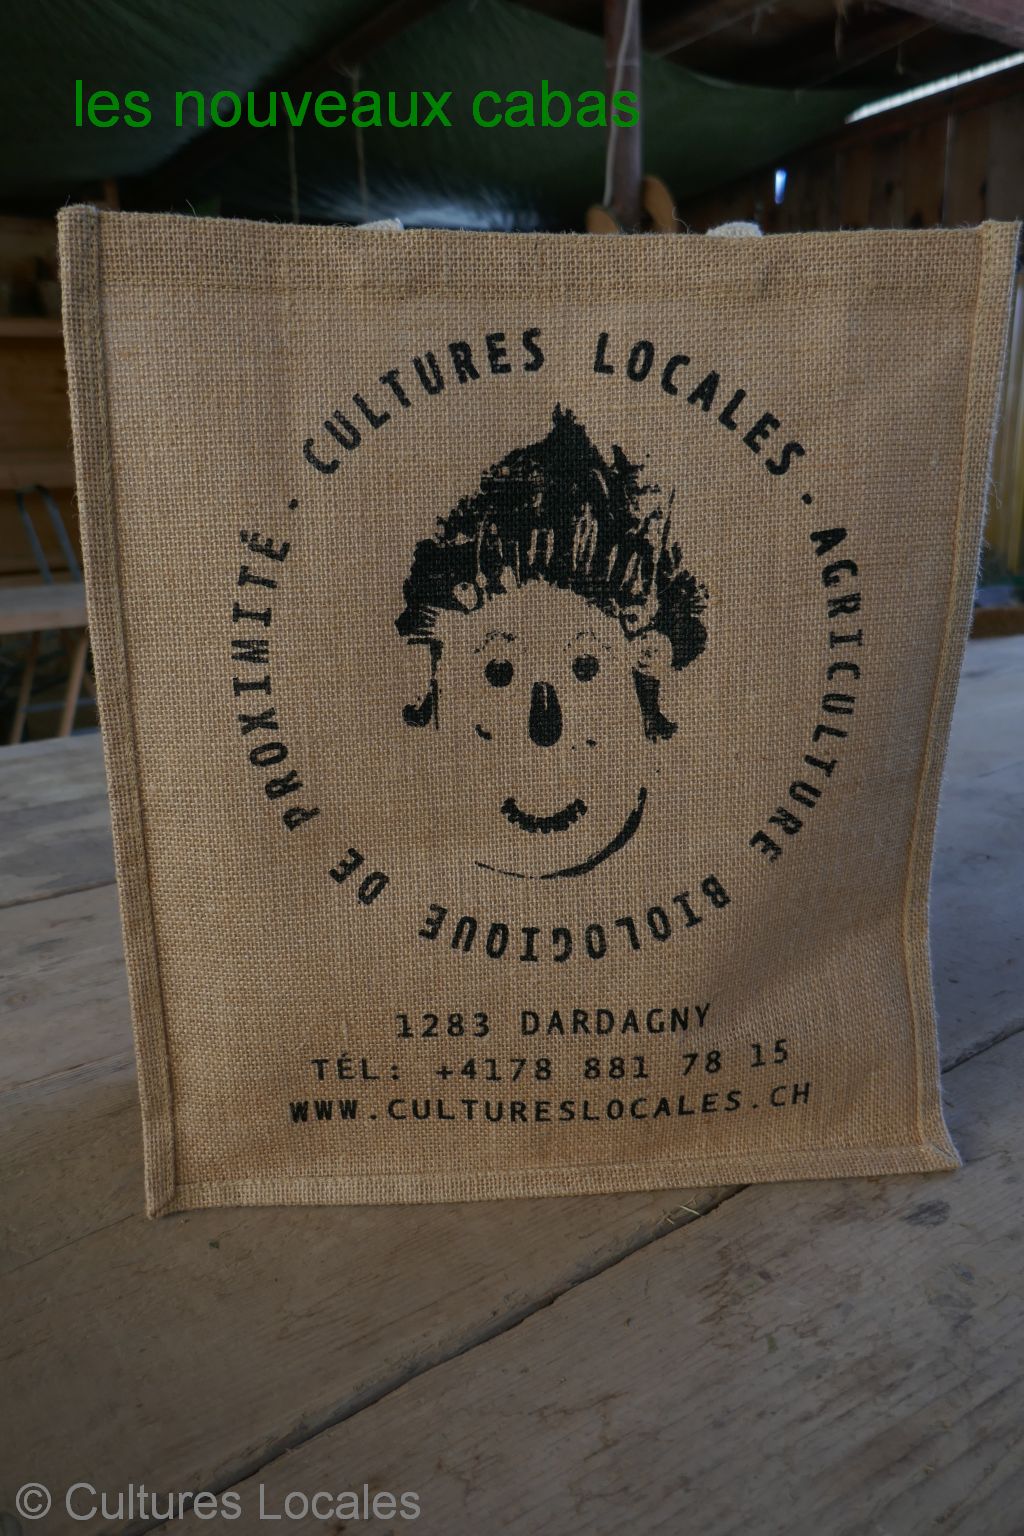 les nouveaux cabas
CULTURES LOCALES · AGRICULTURE BIOLOGIQUE DE PROXIMITÉ ·
1283 DARDAGNY
TÉL: +4178 881 78 15
WWW.CULTURESLOCALES.CH
© Cultures Locales